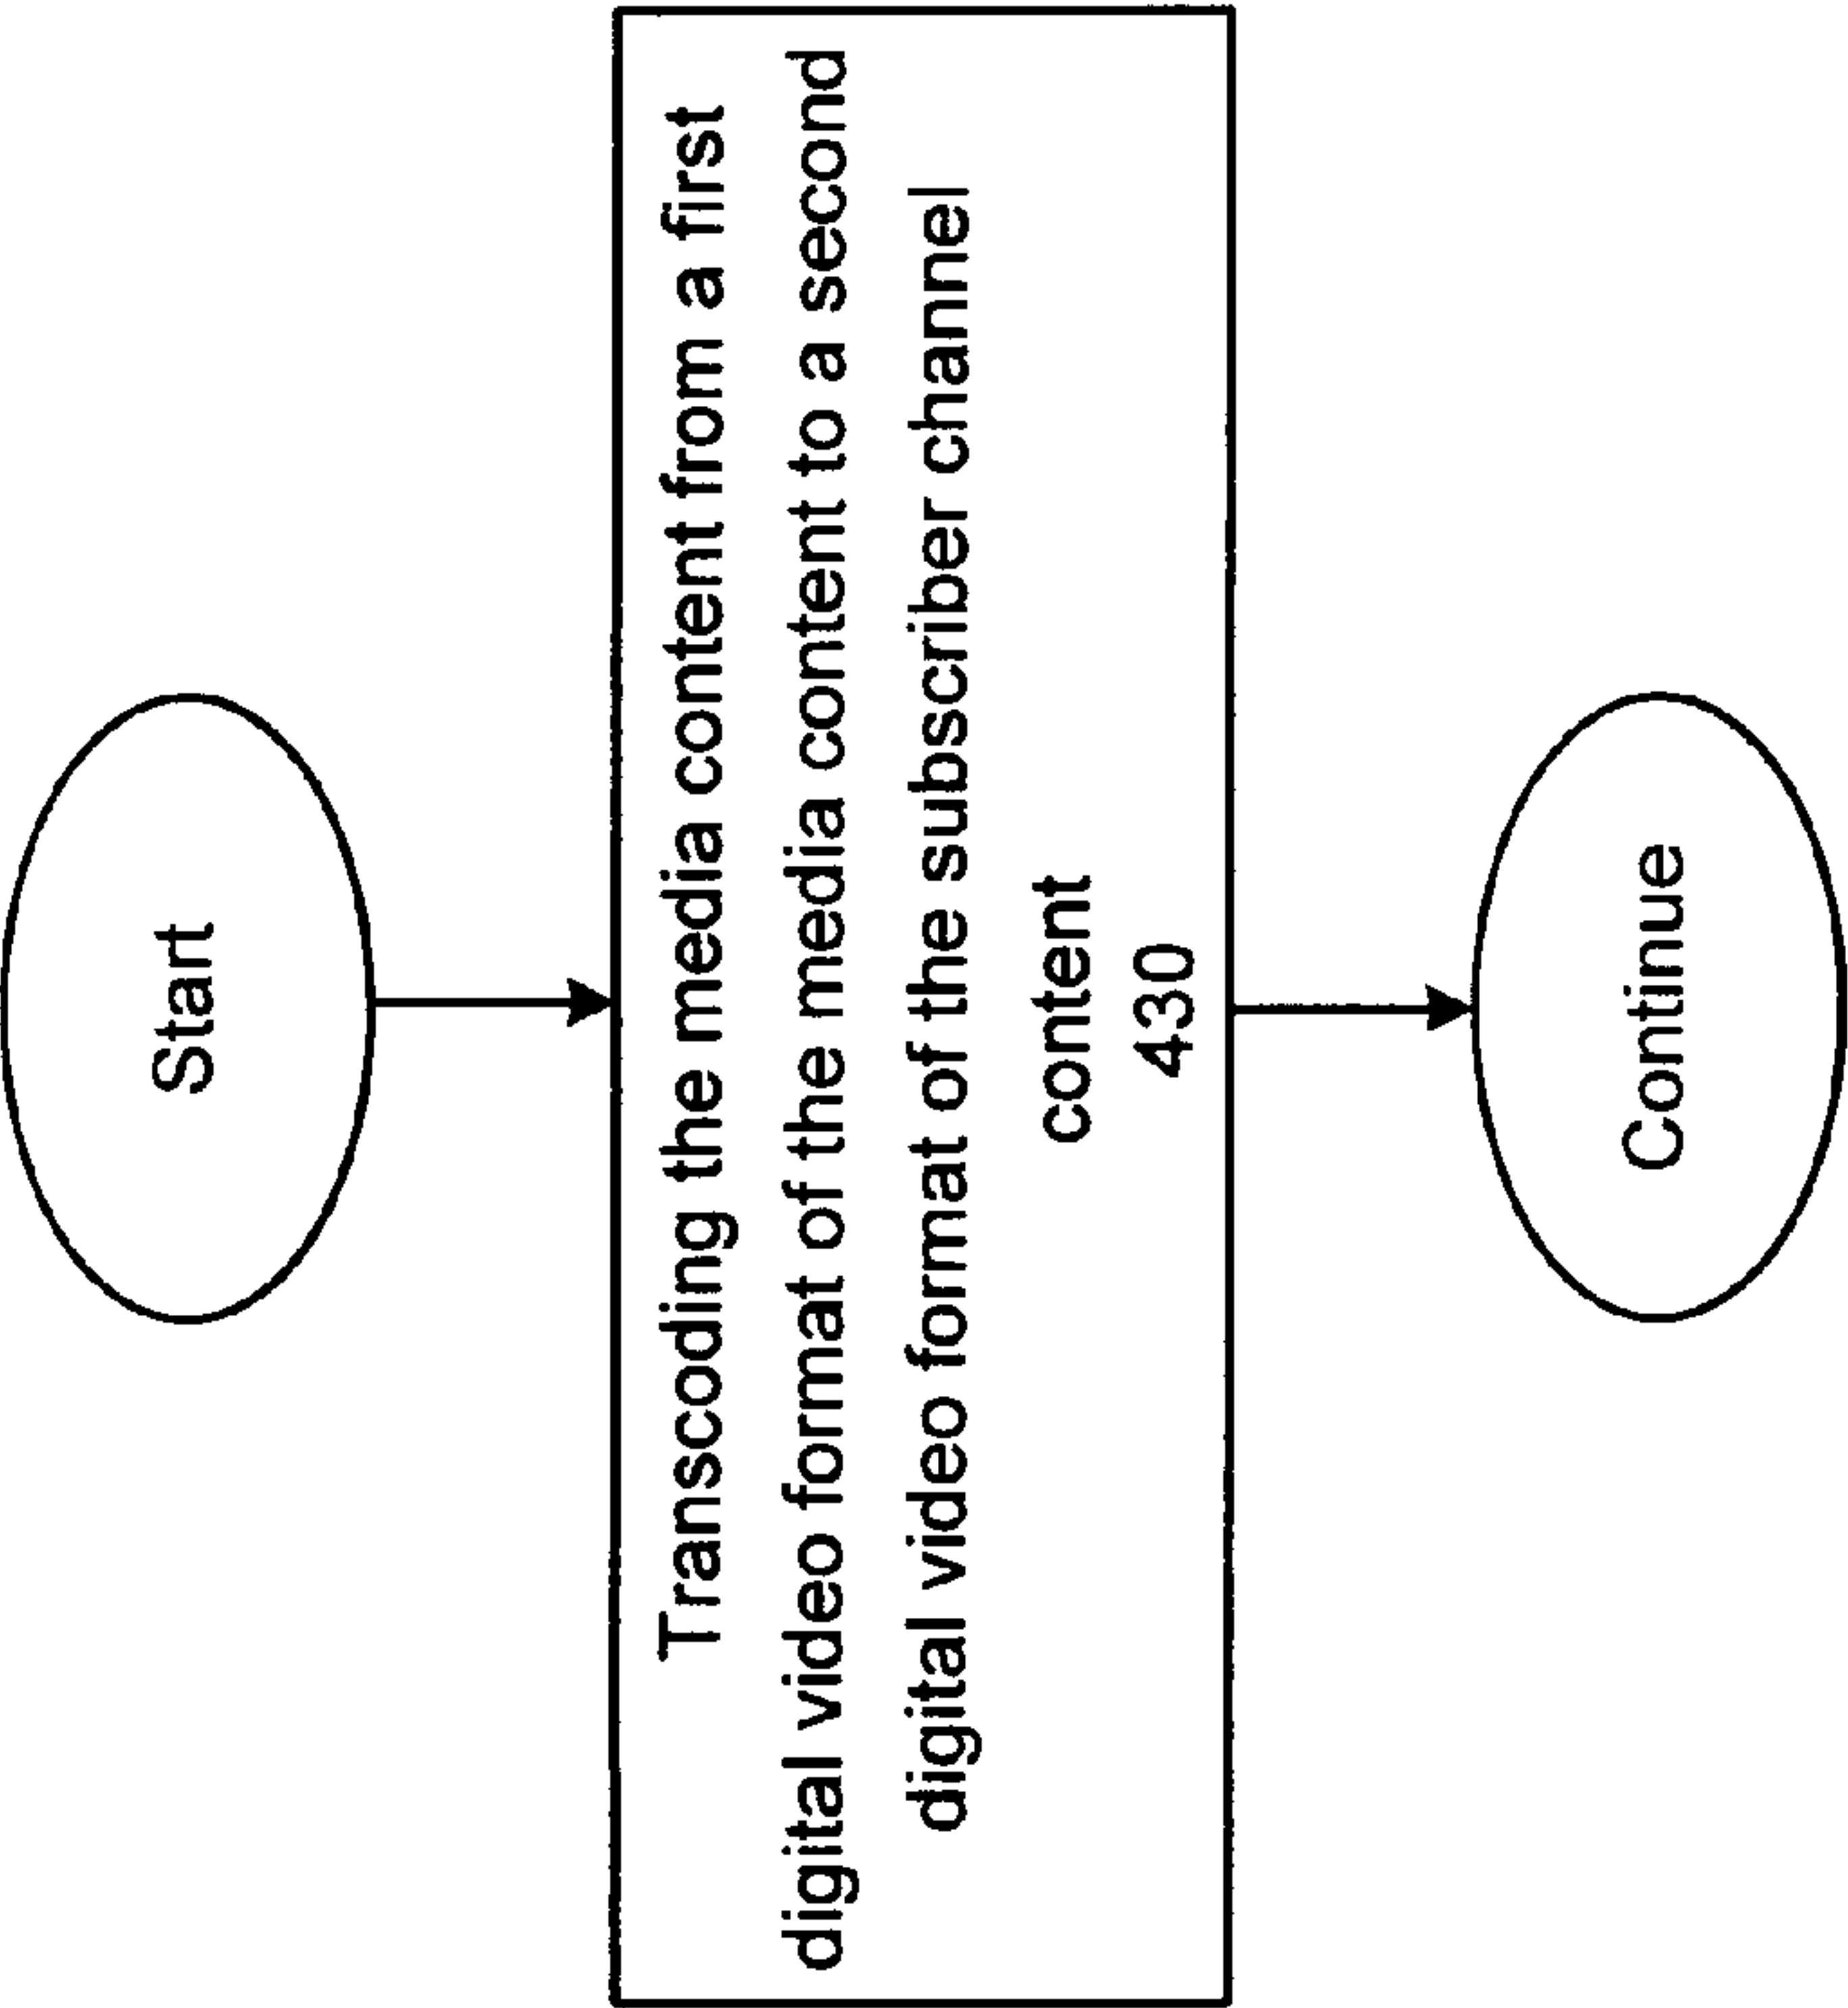 Start
Transcoding the media content from a first
digital video format of the media content to a second
digital video format of the subscriber channel
content
430
Continue